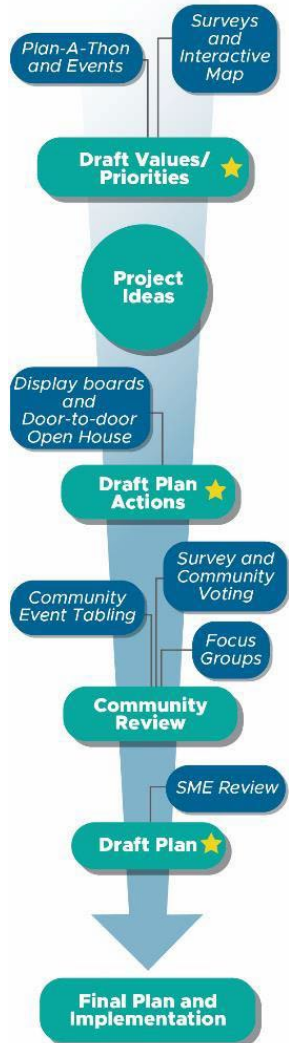 Surveys
and
Interactive
Map
Plan-A-Thon
and Events
Draft Values/
Priorities
Project
Ideas
Display boards
and
Door-to-door
Open House
Draft Plan
Actions
Survey and
Community
Voting
Community
Event Tabling
Focus
Groups
Community
Review
SME Review
Draft Plan
Final Plan and
Implementation